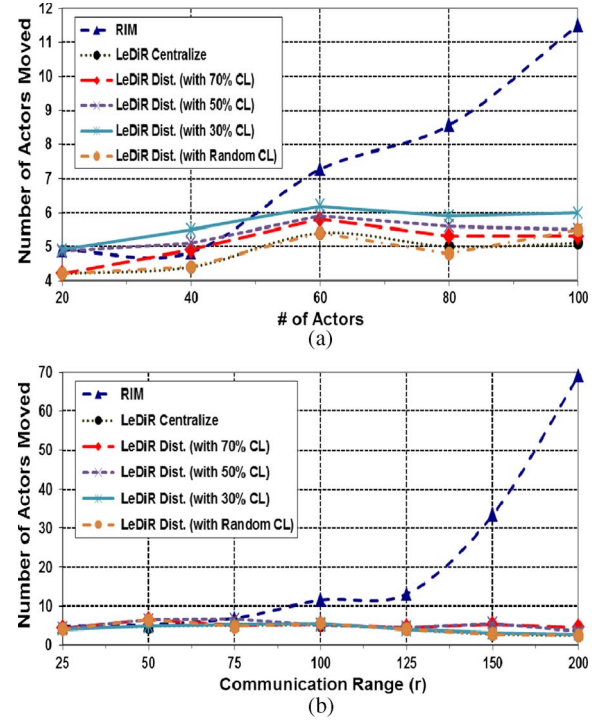 (a)
12
11
10
9
8
7
6
5
4
Number of Actors Moved
RIM
LeDiR Centralize
LeDiR Dist. (with 70% CL)
LeDiR Dist. (with 50% CL)
LeDiR Dist. (with 30% CL)
LeDiR Dist. (with Random CL)
20 40 60 80 100
# of Actors
(a)
70
60
50
40
30
20
10
0
Number of Actors Moved
RIM
LeDiR Centralize
LeDiR Dist. (with 70% CL)
LeDiR Dist. (with 50% CL)
LeDiR Dist. (with 30% CL)
LeDiR Dist. (with Random CL)
25 50 75 100 125 150 200
Communication Range (r)
(b)